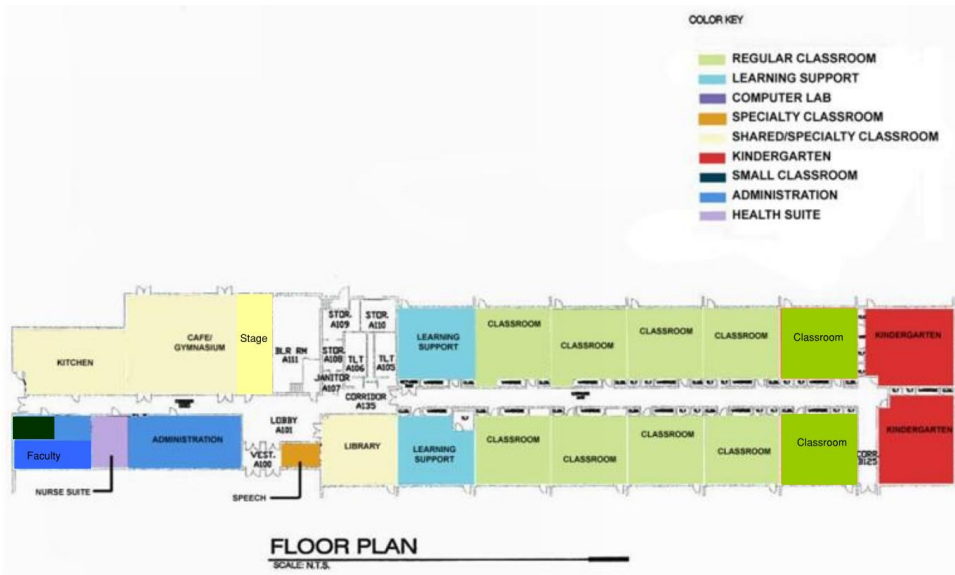 COLOR KEY
REGULAR CLASSROOM
LEARNING SUPPORT
COMPUTER LAB
SPECIALTY CLASSROOM
SHARED/SPECIALTY CLASSROOM
KINDERGARTEN
SMALL CLASSROOM
ADMINISTRATION
HEALTH SUITE
KITCHEN
CAFE/
GYMNASIUM
Stage
BLR RM
A111
STOR.
A109
STOR.
A110
STOR.
A108
TLT
A106
TLT
A105
JANITOR
A107
CORRIDOR
A135
LEARNING
SUPPORT
CLASSROOM
CLASSROOM
CLASSROOM
CLASSROOM
Classroom
KINDERGARTEN
Faculty
ADMINISTRATION
LOBBY
A101
VEST.
A100
LIBRARY
LEARNING
SUPPORT
CLASSROOM
CLASSROOM
CLASSROOM
CLASSROOM
Classroom
CORR.
B125
KINDERGARTEN
NURSE SUITE
SPEECH
FLOOR PLAN
SCALE: N.T.S.